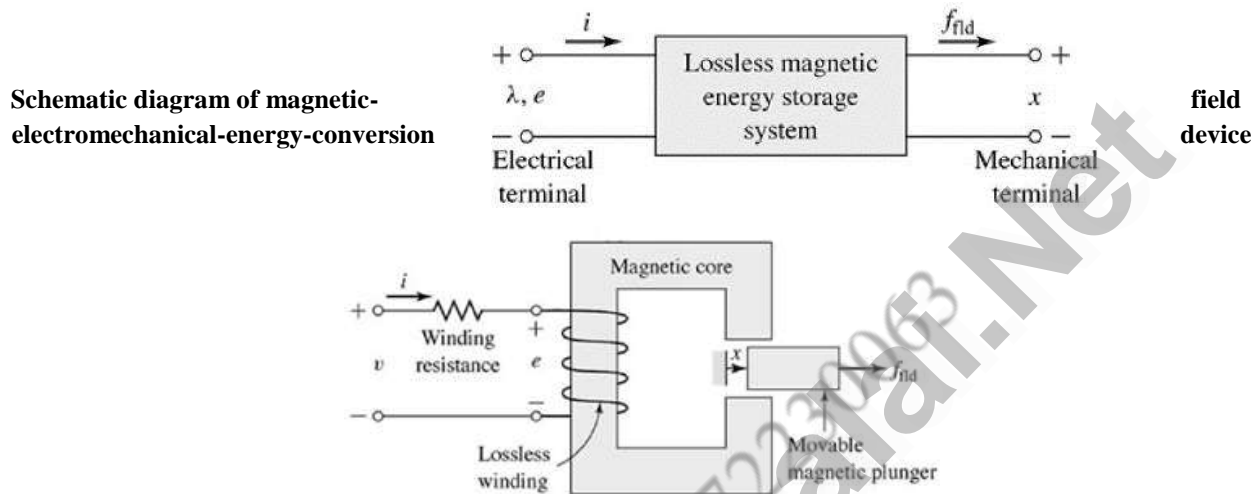 i
f_fld
+
+
Lossless magnetic
energy storage
system
Schematic diagram of magnetic-
λ, e
x
field
electromechanical-energy-conversion
device
−
−
Electrical
terminal
Mechanical
terminal
Magnetic core
i
+
+
Winding
resistance
v
e
x
f_fld
−
−
Lossless
winding
Movable
magnetic plunger